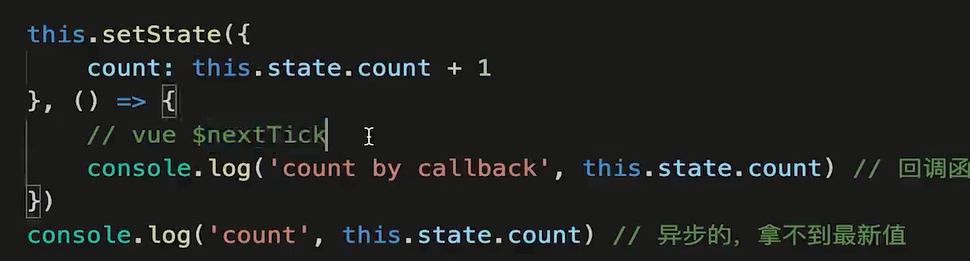 this.setState({
    count: this.state.count + 1
}, () => {
    // vue $nextTick
    console.log('count by callback', this.state.count) // 回调函
})
console.log('count', this.state.count) // 异步的，拿不到最新值